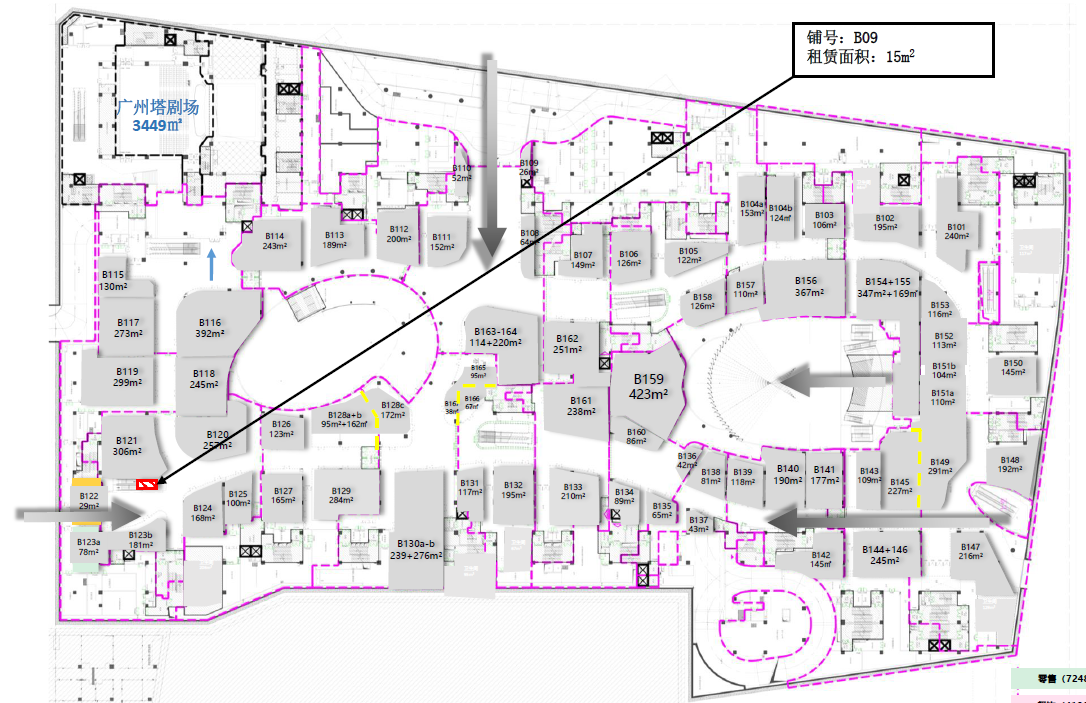 铺号：B09
租赁面积：15m²
广州塔剧场
3449㎡
B110
52m²
B109
26m²
B114
243m²
B113
189m²
B112
200m²
B111
152m²
B108
64m²
B107
149m²
B106
126m²
B105
122m²
B104a
153m²
B104b
124㎡
B103
106m²
B102
195m²
B101
240m²
B115
130m²
B117
273m²
B116
392m²
B119
299m²
B118
245m²
B163-164
114+220m²
B162
251m²
B158
126m²
B157
110m²
B156
367m²
B154+155
347m²+169㎡
B153
116m²
B152
113m²
B151b
104m²
B151a
110m²
B150
145m²
B165
95m²
B166
67㎡
38㎡
B159
423m²
B161
238m²
B160
86m²
B121
306m²
B120
257m²
B126
123m²
B128a+b
95m²+162㎡
B128c
172m²
B122
29m²
B123a
78m²
B123b
181m²
B124
168m²
B125
100m²
B127
165m²
B129
284m²
B130a-b
239+276m²
B131
117m²
B132
195m²
B133
210m²
B134
89m²
B135
65m²
B136
42m²
B137
43m²
B138
81m²
B139
118m²
B140
190m²
B141
177m²
B143
109m²
B145
227m²
B149
291m²
B148
192m²
B142
145㎡
B144+146
245m²
B147
216m²
零售（7248